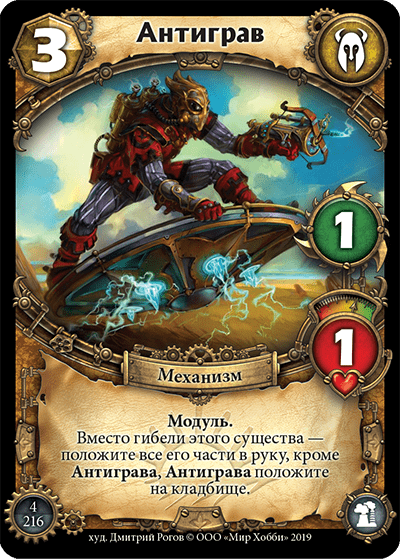 3
Антиграв
1
1
Механизм
Модуль.
Вместо гибели этого существа —
положите все его части в руку, кроме
Антиграва, Антиграва положите
на кладбище.
4
216
худ. Дмитрий Рогов © ООО «Мир Хобби» 2019